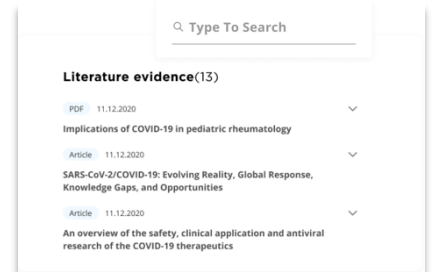 Type To Search
Literature evidence(13)
PDF 11.12.2020
Implications of COVID-19 in pediatric rheumatology
Article 11.12.2020
SARS-CoV-2/COVID-19: Evolving Reality, Global Response,
Knowledge Gaps, and Opportunities
Article 11.12.2020
An overview of the safety, clinical application and antiviral
research of the COVID-19 therapeutics